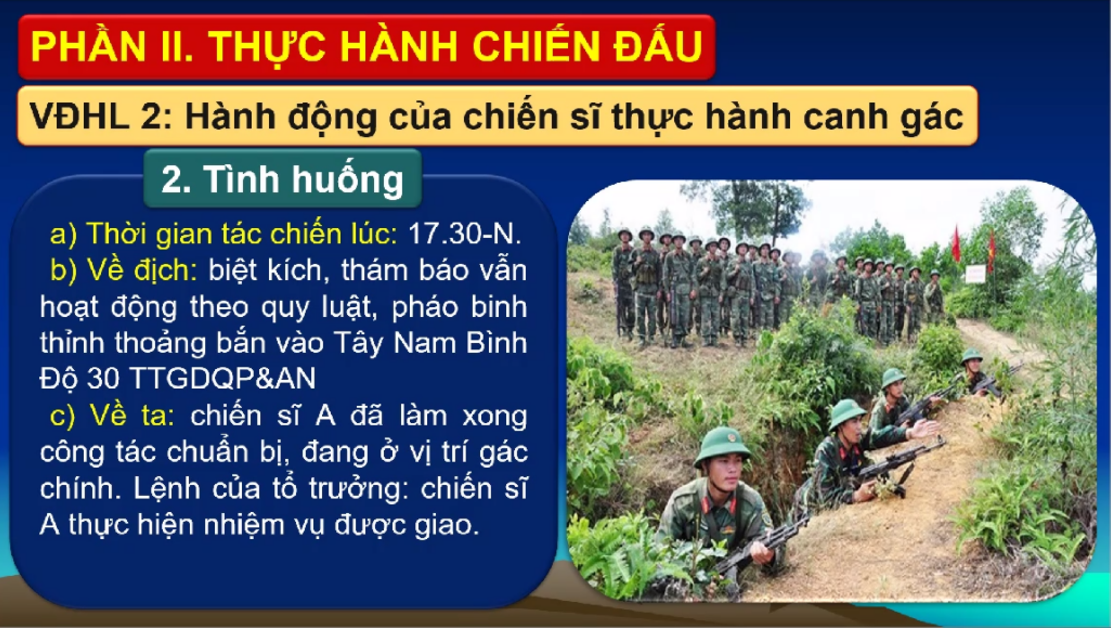 PHẦN II. THỰC HÀNH CHIẾN ĐẤU
VĐHL 2: Hành động của chiến sĩ thực hành canh gác
2. Tình huống
a) Thời gian tác chiến lúc: 17.30-N.
b) Về địch: biệt kích, thám báo vẫn
hoạt động theo quy luật, pháo binh
thỉnh thoảng bắn vào Tây Nam Bình
Độ 30 TTGDQP&AN
c) Về ta: chiến sĩ A đã làm xong
công tác chuẩn bị, đang ở vị trí gác
chính. Lệnh của tổ trưởng: chiến sĩ
A thực hiện nhiệm vụ được giao.